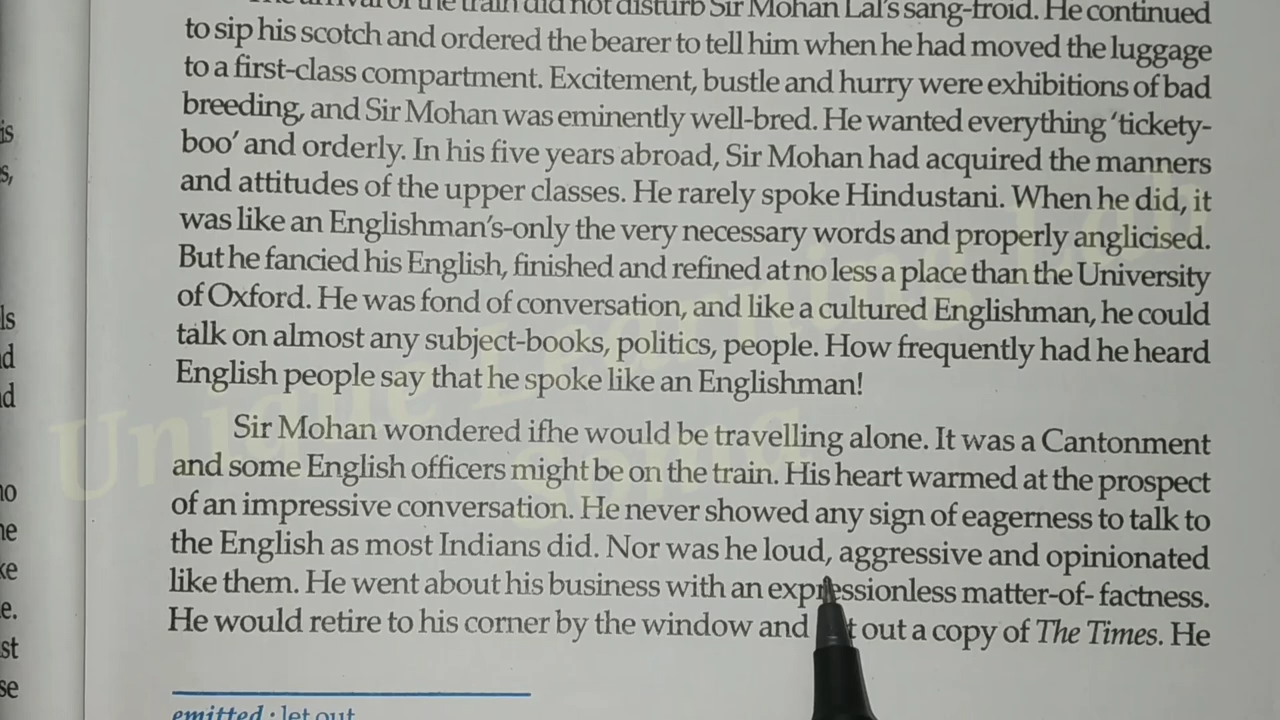 The arrival of the train did not disturb Sir Mohan Lal's sang-froid. He continued
to sip his scotch and ordered the bearer to tell him when he had moved the luggage
to a first-class compartment. Excitement, bustle and hurry were exhibitions of bad
breeding, and Sir Mohan was eminently well-bred. He wanted everything 'tickety-
boo' and orderly. In his five years abroad, Sir Mohan had acquired the manners
and attitudes of the upper classes. He rarely spoke Hindustani. When he did, it
was like an Englishman's-only the very necessary words and properly anglicised.
But he fancied his English, finished and refined at no less a place than the University
of Oxford. He was fond of conversation, and like a cultured Englishman, he could
talk on almost any subject-books, politics, people. How frequently had he heard
English people say that he spoke like an Englishman!
Sir Mohan wondered ifhe would be travelling alone. It was a Cantonment
and some English officers might be on the train. His heart warmed at the prospect
of an impressive conversation. He never showed any sign of eagerness to talk to
the English as most Indians did. Nor was he loud, aggressive and opinionated
like them. He went about his business with an expressionless matter-of- factness.
He would retire to his corner by the window and out a copy of The Times. He
emitted : let out
is
s,
ls
d
nd
no
ne
ke
e.
st
se
Unique Learning Lab